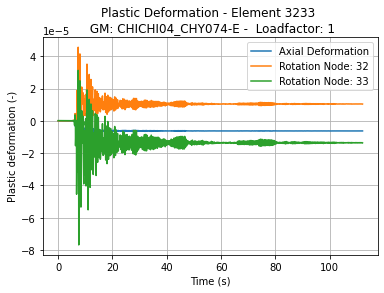 Plastic Deformation - Element 3233
GM: CHICHI04_CHY074-E - Loadfactor: 1
1e-5
Axial Deformation
Rotation Node: 32
Rotation Node: 33
4
2
0
−2
−4
−6
−8
Plastic deformation (-)
0 20 40 60 80 100
Time (s)